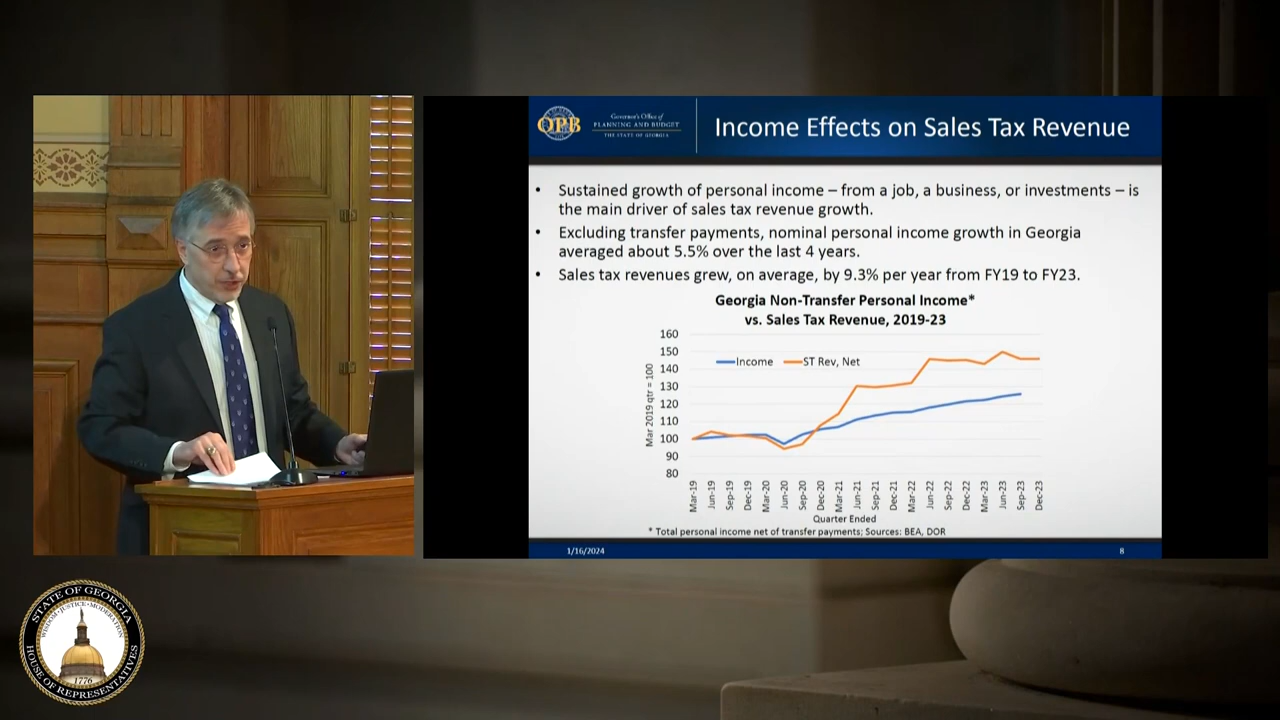 OPB
Governor's Office of
PLANNING AND BUDGET
THE STATE OF GEORGIA
Income Effects on Sales Tax Revenue
• Sustained growth of personal income – from a job, a business, or investments – is
the main driver of sales tax revenue growth.
• Excluding transfer payments, nominal personal income growth in Georgia
averaged about 5.5% over the last 4 years.
• Sales tax revenues grew, on average, by 9.3% per year from FY19 to FY23.
Georgia Non-Transfer Personal Income*
vs. Sales Tax Revenue, 2019-23
Mar 2019 qtr = 100
160
150
140
130
120
110
100
90
80
Income
ST Rev, Net
Mar-19
Jun-19
Sep-19
Dec-19
Mar-20
Jun-20
Sep-20
Dec-20
Mar-21
Jun-21
Sep-21
Dec-21
Mar-22
Jun-22
Sep-22
Dec-22
Mar-23
Jun-23
Sep-23
Dec-23
Quarter Ended
* Total personal income net of transfer payments; Sources: BEA, DOR
1/16/2024
8
STATE OF GEORGIA
WISDOM • JUSTICE • MODERATION
1776
HOUSE OF REPRESENTATIVES